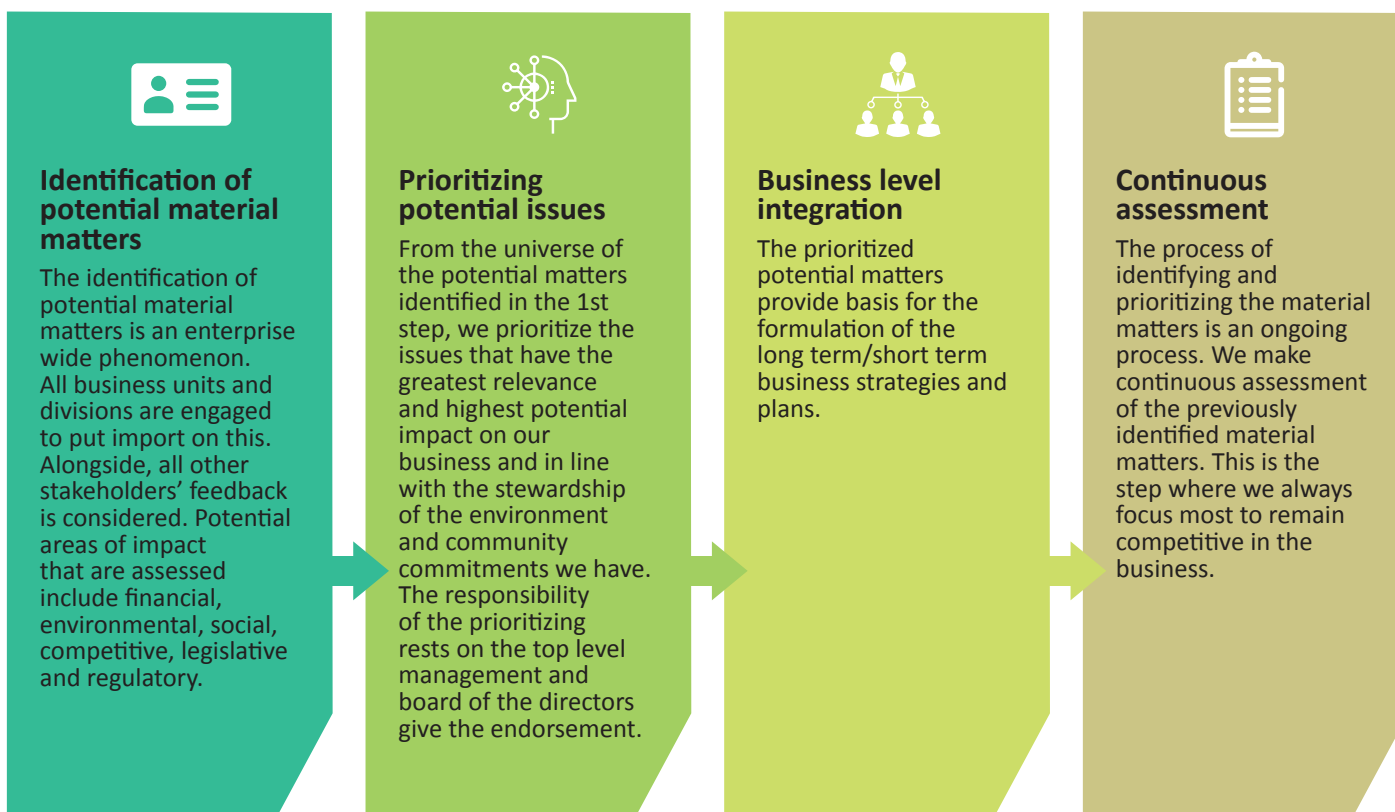 Identification of
potential material
matters
The identification of
potential material
matters is an enterprise
wide phenomenon.
All business units and
divisions are engaged
to put import on this.
Alongside, all other
stakeholders’ feedback
is considered. Potential
areas of impact
that are assessed
include financial,
environmental, social,
competitive, legislative
and regulatory.
Prioritizing
potential issues
From the universe of
the potential matters
identified in the 1st
step, we prioritize the
issues that have the
greatest relevance
and highest potential
impact on our
business and in line
with the stewardship
of the environment
and community
commitments we have.
The responsibility
of the prioritizing
rests on the top level
management and
board of the directors
give the endorsement.
Business level
integration
The prioritized
potential matters
provide basis for the
formulation of the
long term/short term
business strategies and
plans.
Continuous
assessment
The process of
identifying and
prioritizing the material
matters is an ongoing
process. We make
continuous assessment
of the previously
identified material
matters. This is the
step where we always
focus most to remain
competitive in the
business.